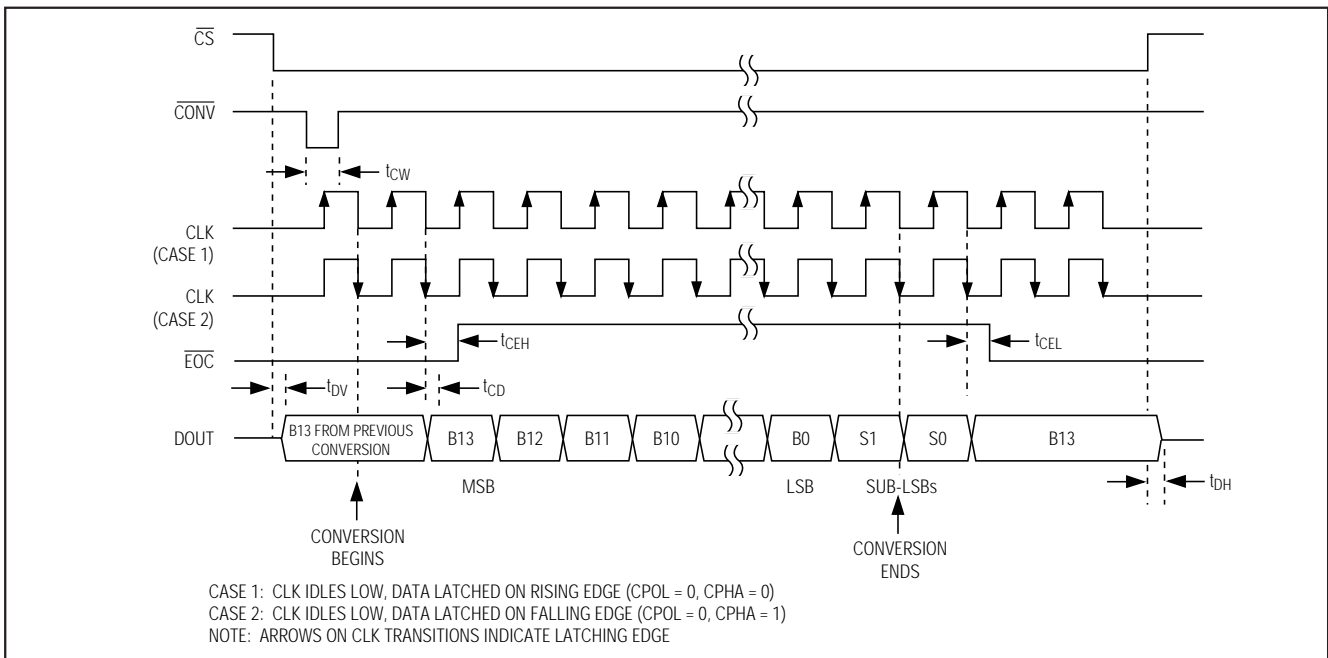 CS
CONV
tCW
CLK
(CASE 1)
CLK
(CASE 2)
tCEH
tCEL
EOC
tDV
tCD
DOUT
B13 FROM PREVIOUS
CONVERSION
B13
B12
B11
B10
B0
S1
S0
B13
MSB
LSB
SUB-LSBs
tDH
CONVERSION
BEGINS
CONVERSION
ENDS
CASE 1: CLK IDLES LOW, DATA LATCHED ON RISING EDGE (CPOL = 0, CPHA = 0)
CASE 2: CLK IDLES LOW, DATA LATCHED ON FALLING EDGE (CPOL = 0, CPHA = 1)
NOTE: ARROWS ON CLK TRANSITIONS INDICATE LATCHING EDGE